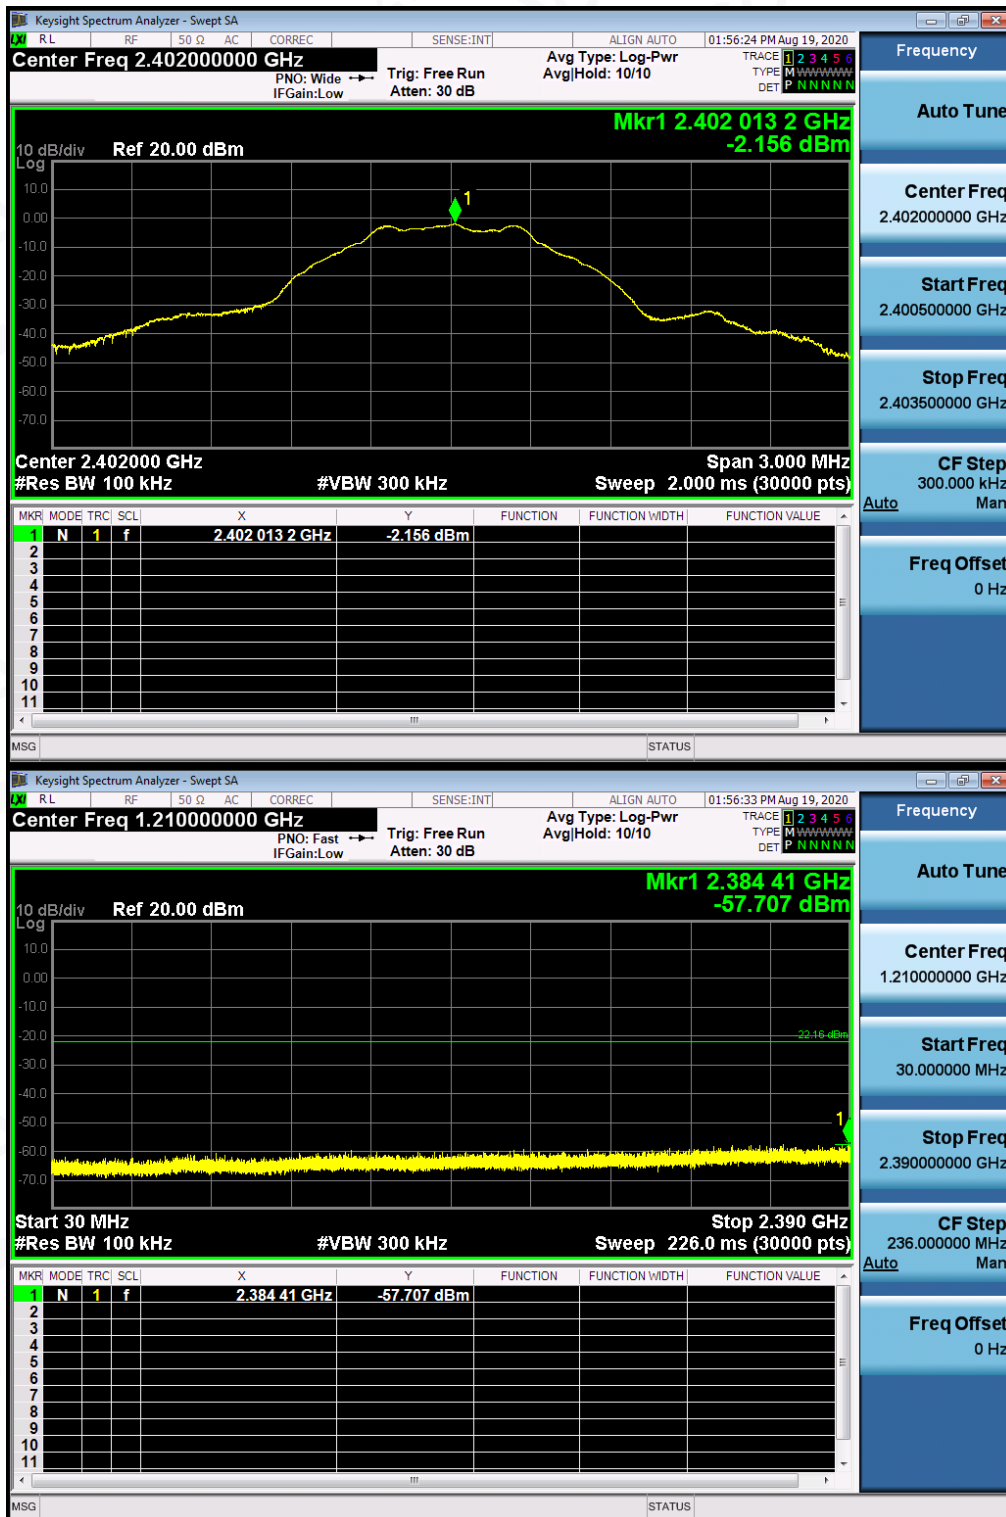 Keysight Spectrum Analyzer - Swept SA
LXI RL RF 50 Ω AC CORREC SENSE:INT ALIGN AUTO 01:56:24 PM Aug 19, 2020
Center Freq 2.402000000 GHz
PNO: Wide
IFGain:Low
Trig: Free Run
Atten: 30 dB
Avg Type: Log-Pwr
Avg|Hold: 10/10
TRACE 1 2 3 4 5 6
TYPE M WWWWW
DET P N N N N N
Mkr1 2.402 013 2 GHz
-2.156 dBm
10 dB/div Ref 20.00 dBm
Log
10.0
0.00
-10.0
-20.0
-30.0
-40.0
-50.0
-60.0
-70.0
1
Center 2.402000 GHz Span 3.000 MHz
#Res BW 100 kHz #VBW 300 kHz Sweep 2.000 ms (30000 pts)
MKR MODE TRC SCL X Y FUNCTION FUNCTION WIDTH FUNCTION VALUE
1 N 1 f 2.402 013 2 GHz -2.156 dBm
2
3
4
5
6
7
8
9
10
11
MSG STATUS
Frequency
Auto Tune
Center Freq
2.402000000 GHz
Start Freq
2.400500000 GHz
Stop Freq
2.403500000 GHz
CF Step
300.000 kHz
Auto Man
Freq Offset
0 Hz
Keysight Spectrum Analyzer - Swept SA
LXI RL RF 50 Ω AC CORREC SENSE:INT ALIGN AUTO 01:56:33 PM Aug 19, 2020
Center Freq 1.210000000 GHz
PNO: Fast
IFGain:Low
Trig: Free Run
Atten: 30 dB
Avg Type: Log-Pwr
Avg|Hold: 10/10
TRACE 1 2 3 4 5 6
TYPE M WWWWW
DET P N N N N N
Mkr1 2.384 41 GHz
-57.707 dBm
10 dB/div Ref 20.00 dBm
Log
10.0
0.00
-10.0
-20.0
-30.0
-40.0
-50.0
-60.0
-70.0
-22.16 dBm
1
Start 30 MHz Stop 2.390 GHz
#Res BW 100 kHz #VBW 300 kHz Sweep 226.0 ms (30000 pts)
MKR MODE TRC SCL X Y FUNCTION FUNCTION WIDTH FUNCTION VALUE
1 N 1 f 2.384 41 GHz -57.707 dBm
2
3
4
5
6
7
8
9
10
11
MSG STATUS
Frequency
Auto Tune
Center Freq
1.210000000 GHz
Start Freq
30.000000 MHz
Stop Freq
2.390000000 GHz
CF Step
236.000000 MHz
Auto Man
Freq Offset
0 Hz